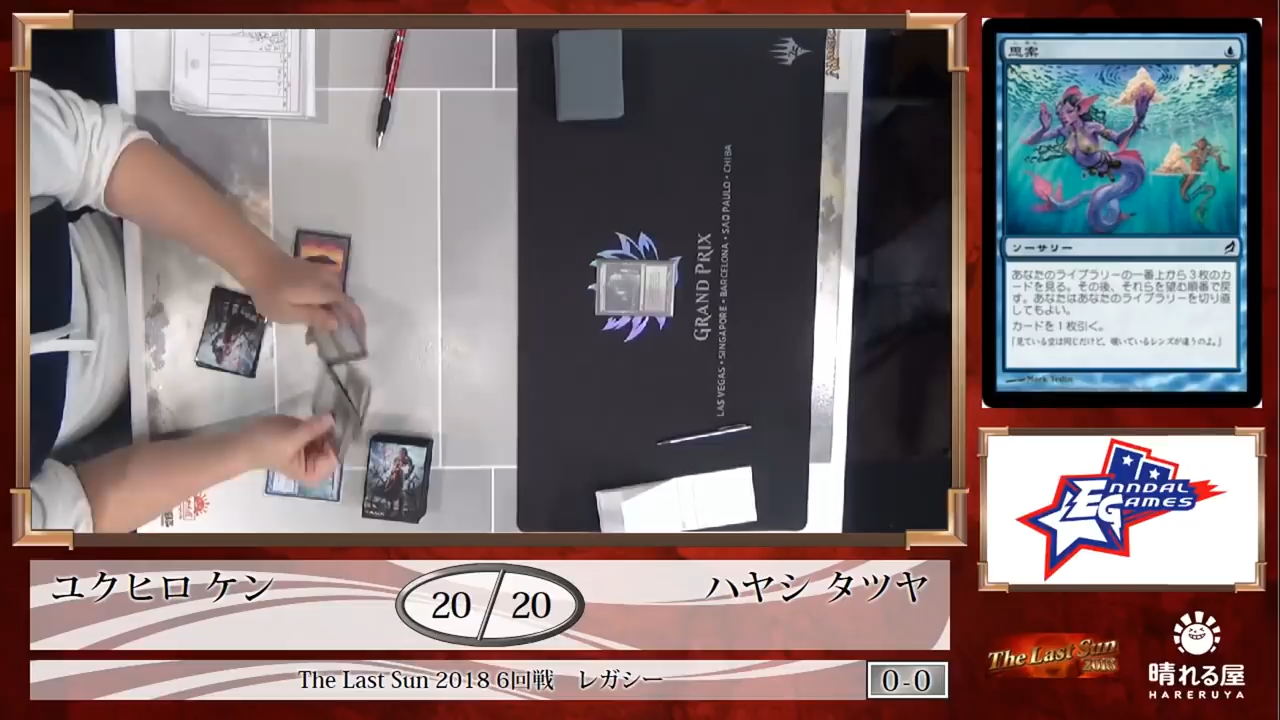 思案
ソーサリー
あなたのライブラリーの一番上から3枚のカ
ードを見る。その後、それらを望む順番で戻
す。あなたはあなたのライブラリーを切り直
してもよい。
カードを1枚引く。
「見ている空は同じだけど、覗いているレンズが違うのよ。」
GRAND PRIX
LAS VEGAS • SINGAPORE • BARCELONA • SAO PAULO • CHIBA
ENNDAL
GAMES
ユクヒロ ケン
20 / 20
ハヤシ タツヤ
The Last Sun 2018 6回戦 レガシー
0-0
The Last Sun
2018
晴れる屋
HARERUYA